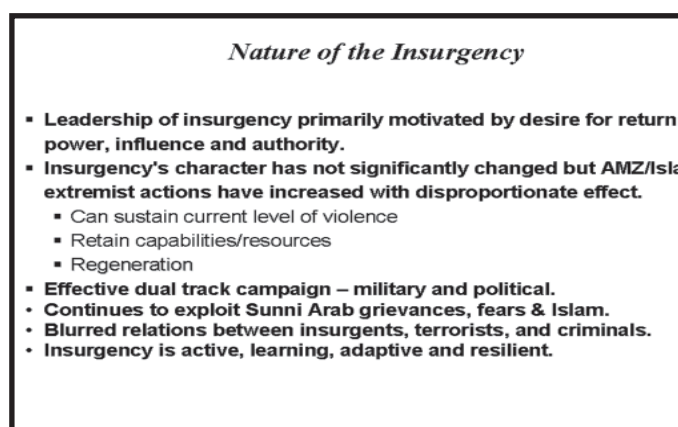 Nature of the Insurgency
▪ Leadership of insurgency primarily motivated by desire for return
power, influence and authority.
▪ Insurgency's character has not significantly changed but AMZ/Isla
extremist actions have increased with disproportionate effect.
▪ Can sustain current level of violence
▪ Retain capabilities/resources
▪ Regeneration
▪ Effective dual track campaign – military and political.
• Continues to exploit Sunni Arab grievances, fears & Islam.
• Blurred relations between insurgents, terrorists, and criminals.
• Insurgency is active, learning, adaptive and resilient.